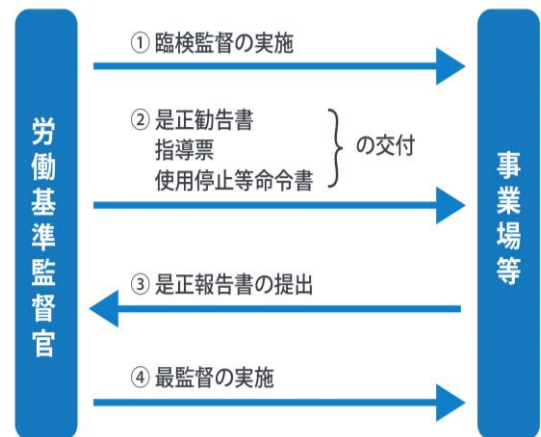 労働基準監督官
① 臨検監督の実施
② 是正勧告書
指導票
使用停止等命令書
の交付
③ 是正報告書の提出
④ 最監督の実施
事業場等